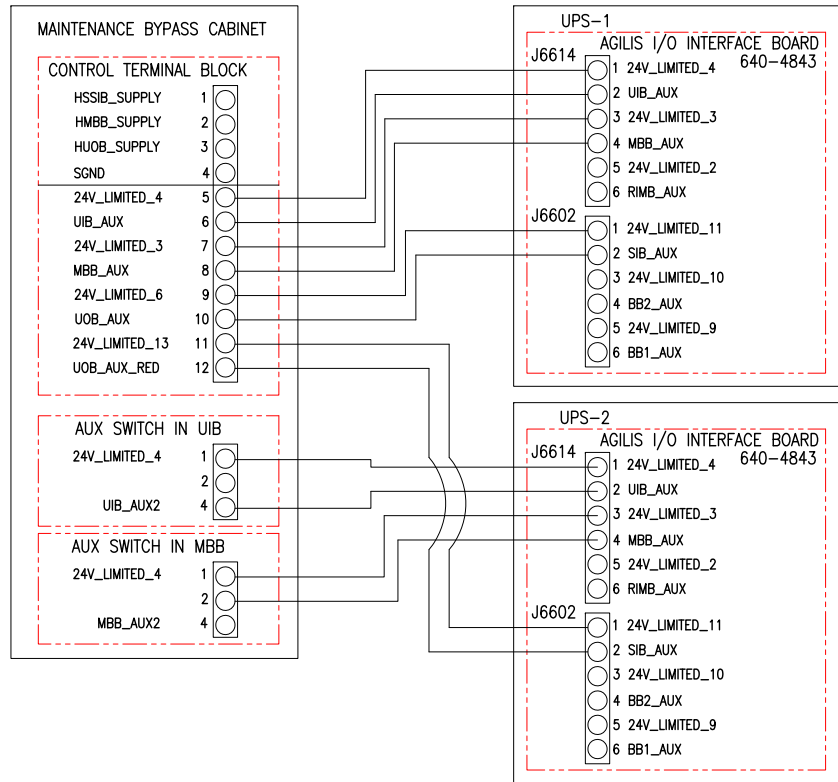 MAINTENANCE BYPASS CABINET
CONTROL TERMINAL BLOCK
HSSIB_SUPPLY 1
HMBB_SUPPLY 2
HUOB_SUPPLY 3
SGND 4
24V_LIMITED_4 5
UIB_AUX 6
24V_LIMITED_3 7
MBB_AUX 8
24V_LIMITED_6 9
UOB_AUX 10
24V_LIMITED_13 11
UOB_AUX_RED 12
AUX SWITCH IN UIB
24V_LIMITED_4 1
2
UIB_AUX2 4
AUX SWITCH IN MBB
24V_LIMITED_4 1
2
MBB_AUX2 4
UPS-1
AGILIS I/O INTERFACE BOARD
640-4843
J6614
1 24V_LIMITED_4
2 UIB_AUX
3 24V_LIMITED_3
4 MBB_AUX
5 24V_LIMITED_2
6 RIMB_AUX
J6602
1 24V_LIMITED_11
2 SIB_AUX
3 24V_LIMITED_10
4 BB2_AUX
5 24V_LIMITED_9
6 BB1_AUX
UPS-2
AGILIS I/O INTERFACE BOARD
640-4843
J6614
1 24V_LIMITED_4
2 UIB_AUX
3 24V_LIMITED_3
4 MBB_AUX
5 24V_LIMITED_2
6 RIMB_AUX
J6602
1 24V_LIMITED_11
2 SIB_AUX
3 24V_LIMITED_10
4 BB2_AUX
5 24V_LIMITED_9
6 BB1_AUX